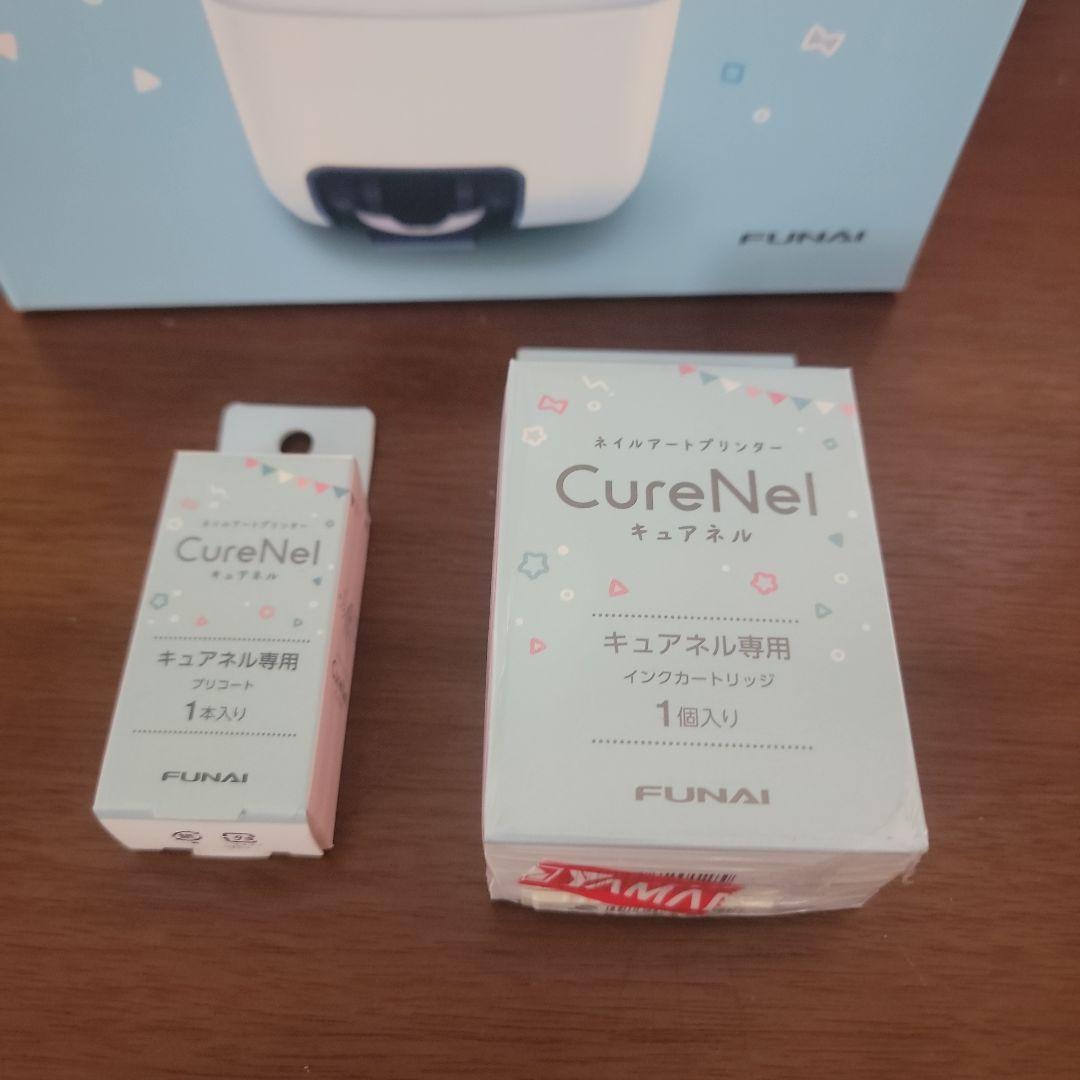 FUNAI
ネイルアートプリンター
CureNel
キュアネル
キュアネル専用
プリコート
1本入り
FUNAI
ネイルアートプリンター
CureNel
キュアネル
キュアネル専用
インクカートリッジ
1個入り
FUNAI